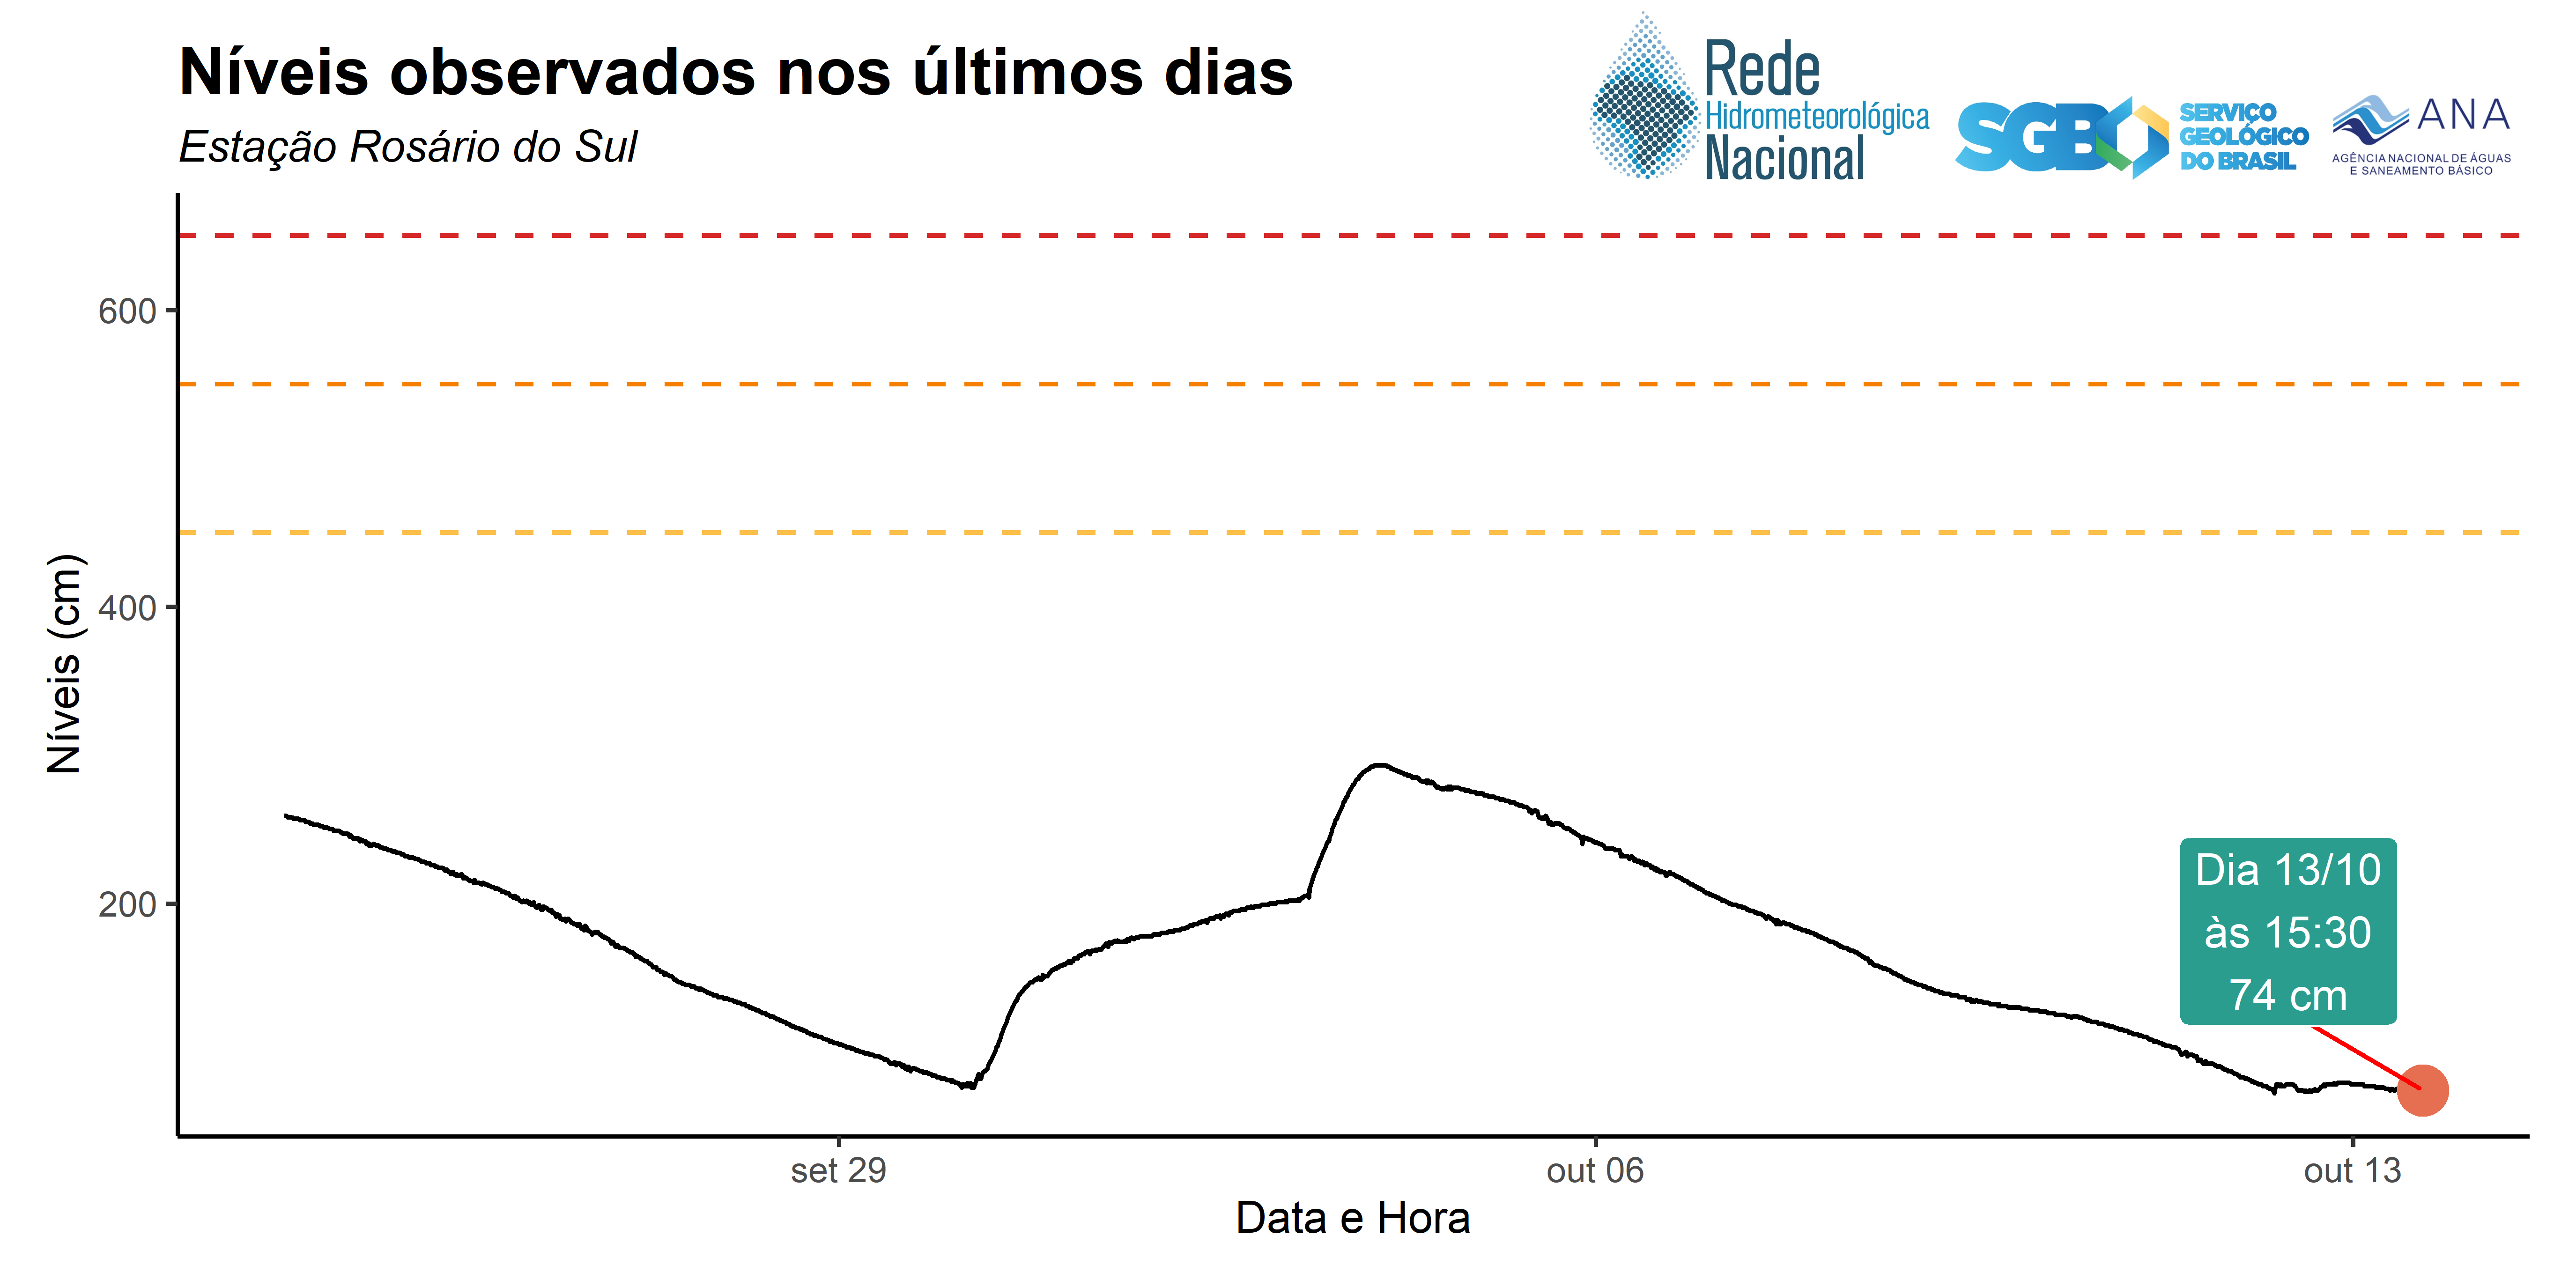 Níveis observados nos últimos dias
Estação Rosário do Sul
Rede
Hidrometeorológica
Nacional
SGB
SERVIÇO
GEOLÓGICO
DO BRASIL
ANA
AGÊNCIA NACIONAL DE ÁGUAS
E SANEAMENTO BÁSICO
Níveis (cm)
600
400
200
Dia 13/10
às 15:30
74 cm
set 29
out 06
out 13
Data e Hora